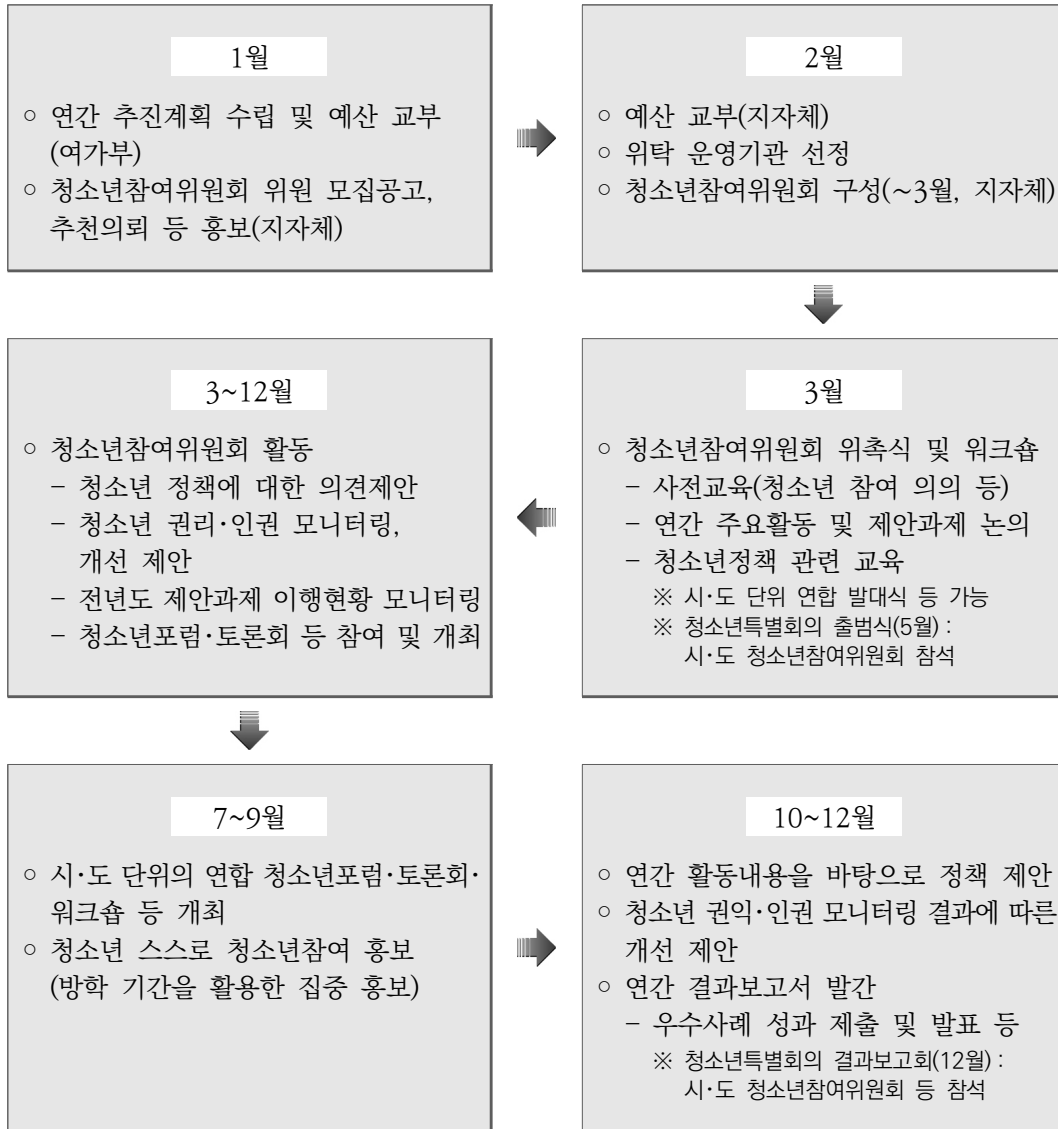 1월
○ 연간 추진계획 수립 및 예산 교부
(여가부)
○ 청소년참여위원회 위원 모집공고,
추천의뢰 등 홍보(지자체)
2월
○ 예산 교부(지자체)
○ 위탁 운영기관 선정
○ 청소년참여위원회 구성(~3월, 지자체)
3월
○ 청소년참여위원회 위촉식 및 워크숍
- 사전교육(청소년 참여 의의 등)
- 연간 주요활동 및 제안과제 논의
- 청소년정책 관련 교육
※ 시·도 단위 연합 발대식 등 가능
※ 청소년특별회의 출범식(5월) :
시·도 청소년참여위원회 참석
3~12월
○ 청소년참여위원회 활동
- 청소년 정책에 대한 의견제안
- 청소년 권리·인권 모니터링,
개선 제안
- 전년도 제안과제 이행현황 모니터링
- 청소년포럼·토론회 등 참여 및 개최
7~9월
○ 시·도 단위의 연합 청소년포럼·토론회·
워크숍 등 개최
○ 청소년 스스로 청소년참여 홍보
(방학 기간을 활용한 집중 홍보)
10~12월
○ 연간 활동내용을 바탕으로 정책 제안
○ 청소년 권익·인권 모니터링 결과에 따른
개선 제안
○ 연간 결과보고서 발간
- 우수사례 성과 제출 및 발표 등
※ 청소년특별회의 결과보고회(12월) :
시·도 청소년참여위원회 등 참석